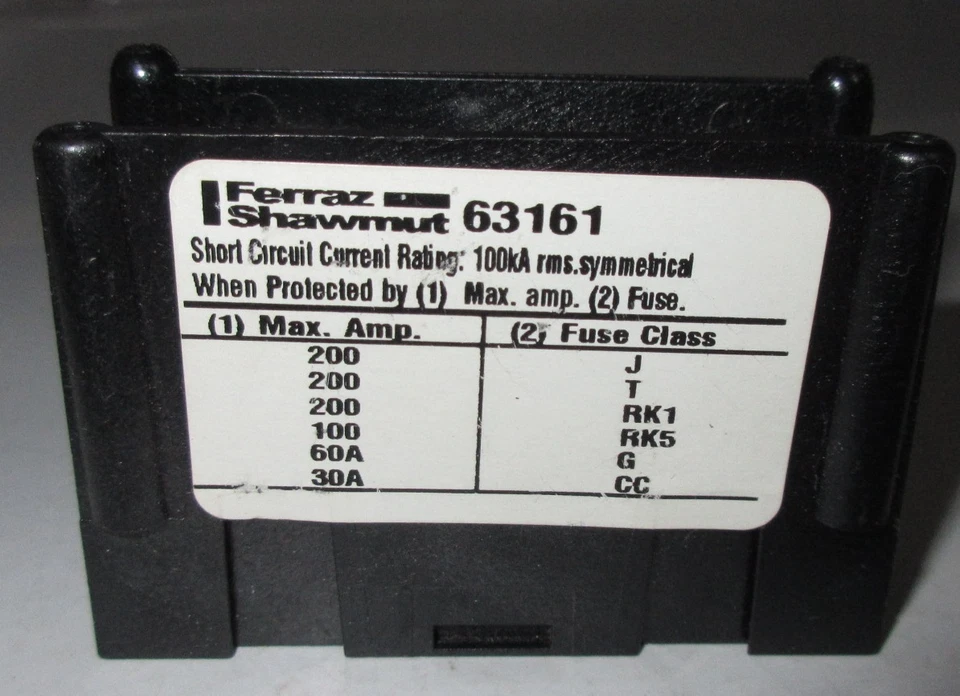 Ferraz
Shawmut 63161
Short Circuit Current Rating: 100kA rms.symmetrical
When Protected by (1) Max. amp. (2) Fuse.
(1) Max. Amp. (2) Fuse Class
200 J
200 T
200 RK1
100 RK5
60A G
30A CC